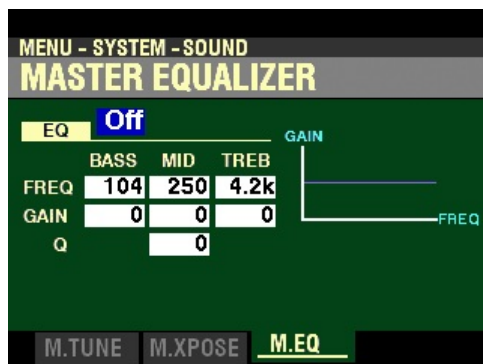 MENU - SYSTEM - SOUND
MASTER EQUALIZER
EQ Off
GAIN
BASS MID TREB
FREQ 104 250 4.2k
GAIN 0 0 0
FREQ
Q 0
M.TUNE M.XPOSE M.EQ